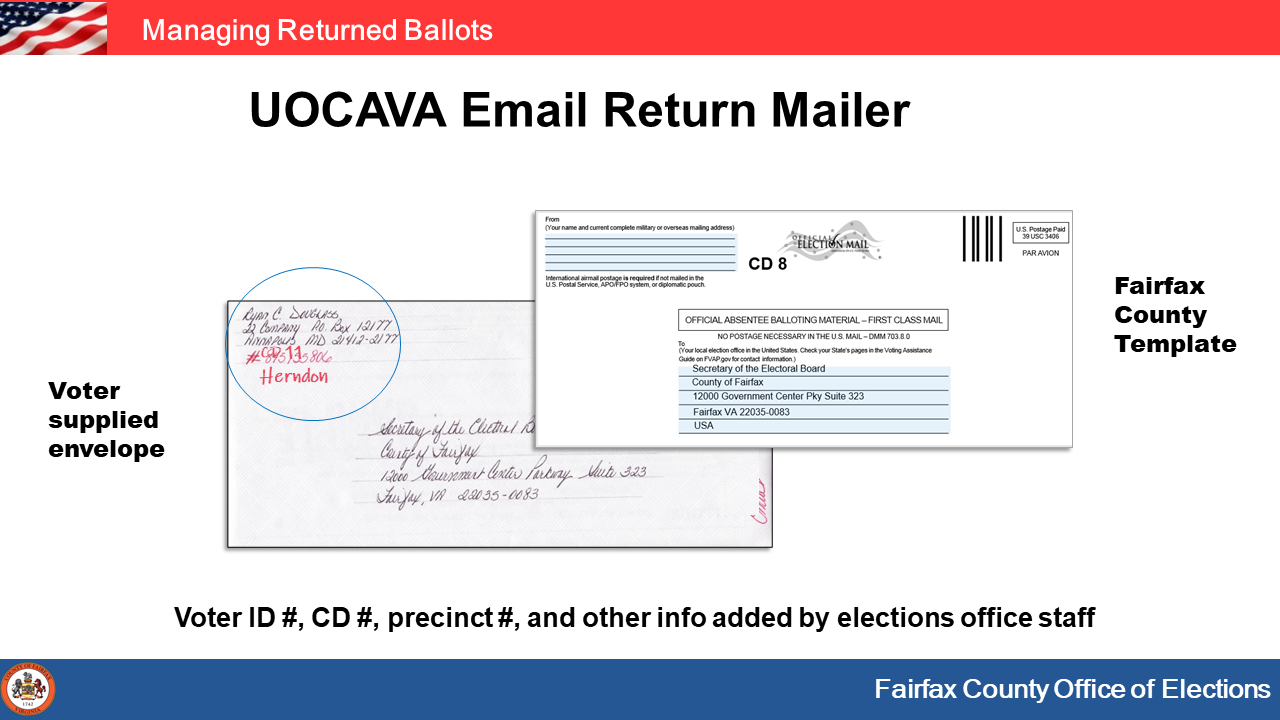 Managing Returned Ballots
UOCAVA Email Return Mailer
From
(Your name and current complete military or overseas mailing address)
International airmail postage is required if not mailed in the
U.S. Postal Service, APO/FPO system, or diplomatic pouch.
CD 8
OFFICIAL
ELECTION MAIL
U.S. Postage Paid
39 USC 3406
PAR AVION
OFFICIAL ABSENTEE BALLOTING MATERIAL – FIRST CLASS MAIL
NO POSTAGE NECESSARY IN THE U.S. MAIL – DMM 703.8.0
To
(Your local election office in the United States. Check your State's pages in the Voting Assistance
Guide on FVAP.gov for contact information.)
Secretary of the Electoral Board
County of Fairfax
12000 Government Center Pky Suite 323
Fairfax VA 22035-0083
USA
Fairfax
County
Template
Ryan C. Douglass
22 Company P.O. Box 12177
Annapolis MD 21412-2177
CD 11
Herndon
Voter
supplied
envelope
Secretary of the Electoral
County of Fairfax
12000 Government Center Parkway Suite 323
Fairfax, VA 22035-0083
Voter ID #, CD #, precinct #, and other info added by elections office staff
COUNTY OF FAIRFAX
1742
VIRGINIA
Fairfax County Office of Elections